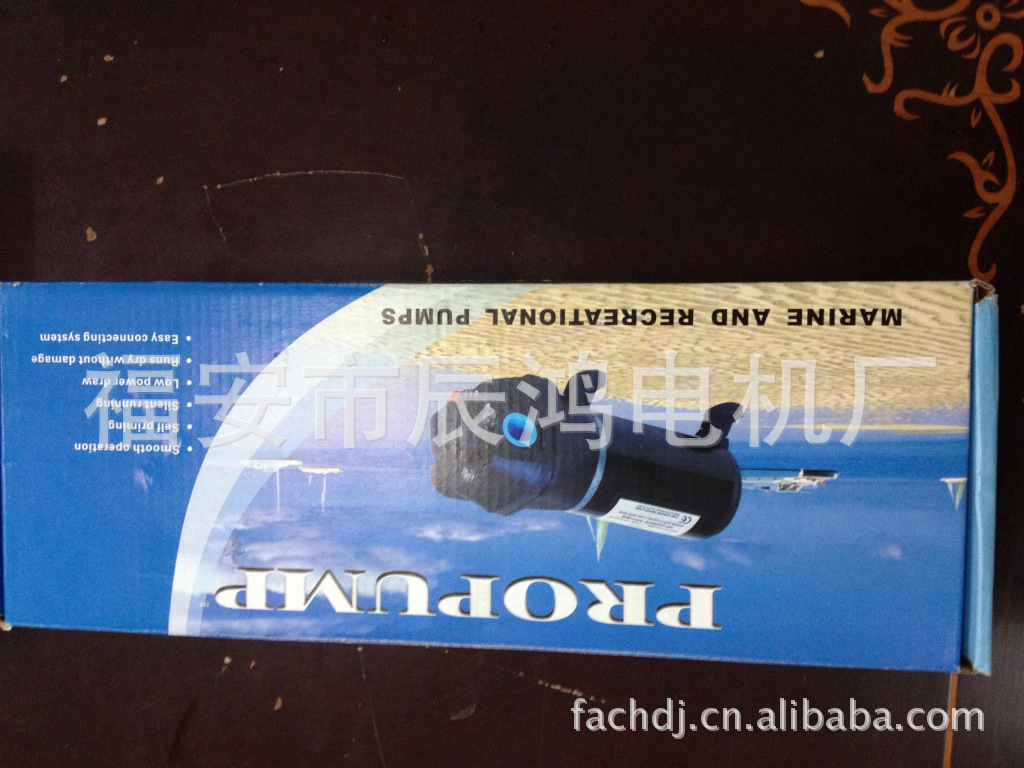 PROPUMP™
• Smooth operation
• Self priming
• Silent running
• Low power draw
• Runs dry without damage
• Easy connecting system
MARINE AND RECREATIONAL PUMPS
福安市辰鸿电机厂
fachdj.cn.alibaba.com